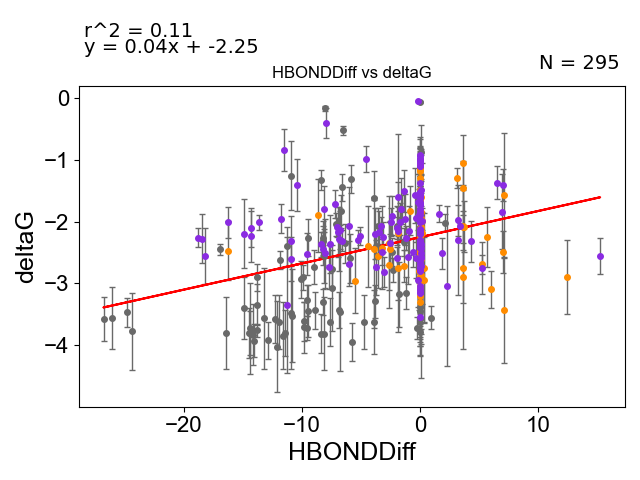 r^2 = 0.11
y = 0.04x + -2.25
N = 295
HBONDDiff vs deltaG
deltaG
0
−1
−2
−3
−4
−20
−10
0
10
HBONDDiff